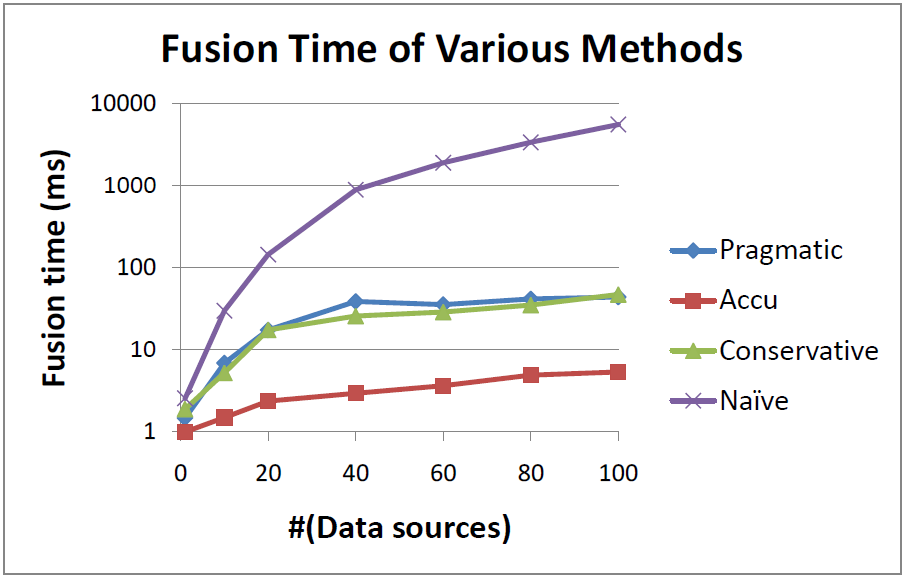 Fusion Time of Various Methods
Fusion time (ms)
10000
1000
100
10
1
0 10 20 40 60 80 100
#(Data sources)
Pragmatic
Accu
Conservative
Naïve